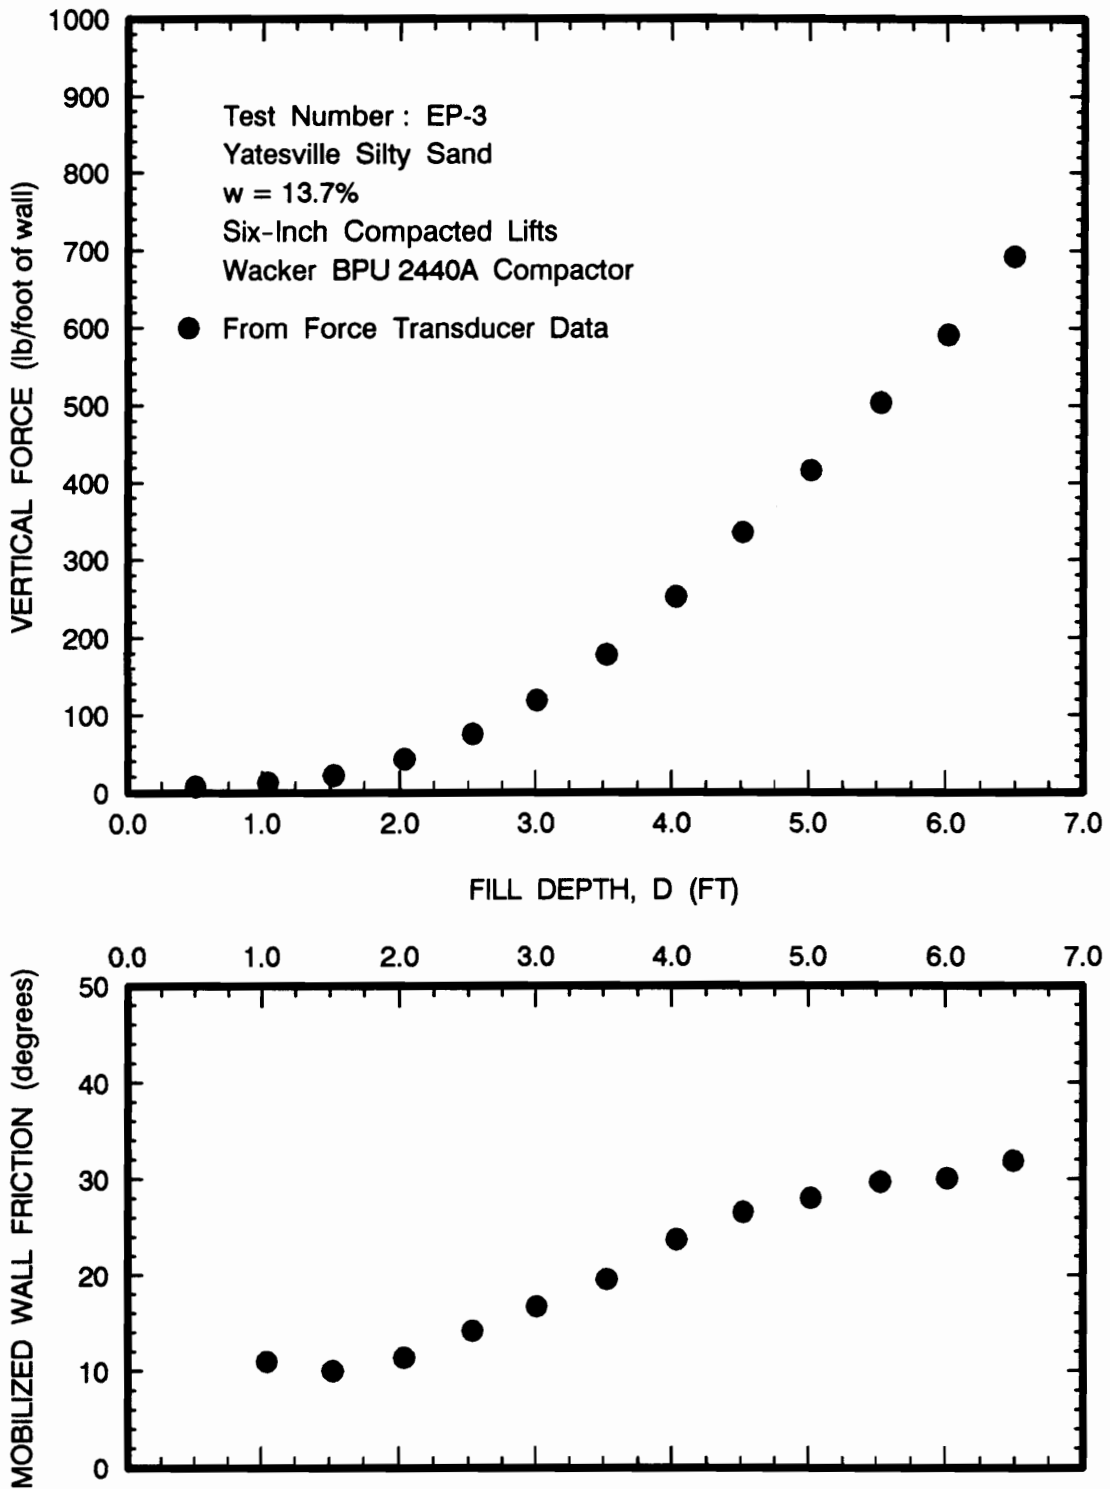 1000
900
800
700
600
500
400
300
200
100
0
VERTICAL FORCE (lb/foot of wall)
Test Number : EP-3
Yatesville Silty Sand
w = 13.7%
Six-Inch Compacted Lifts
Wacker BPU 2440A Compactor
From Force Transducer Data
0.0 1.0 2.0 3.0 4.0 5.0 6.0 7.0
FILL DEPTH, D (FT)
0.0 1.0 2.0 3.0 4.0 5.0 6.0 7.0
50
40
30
20
10
0
MOBILIZED WALL FRICTION (degrees)